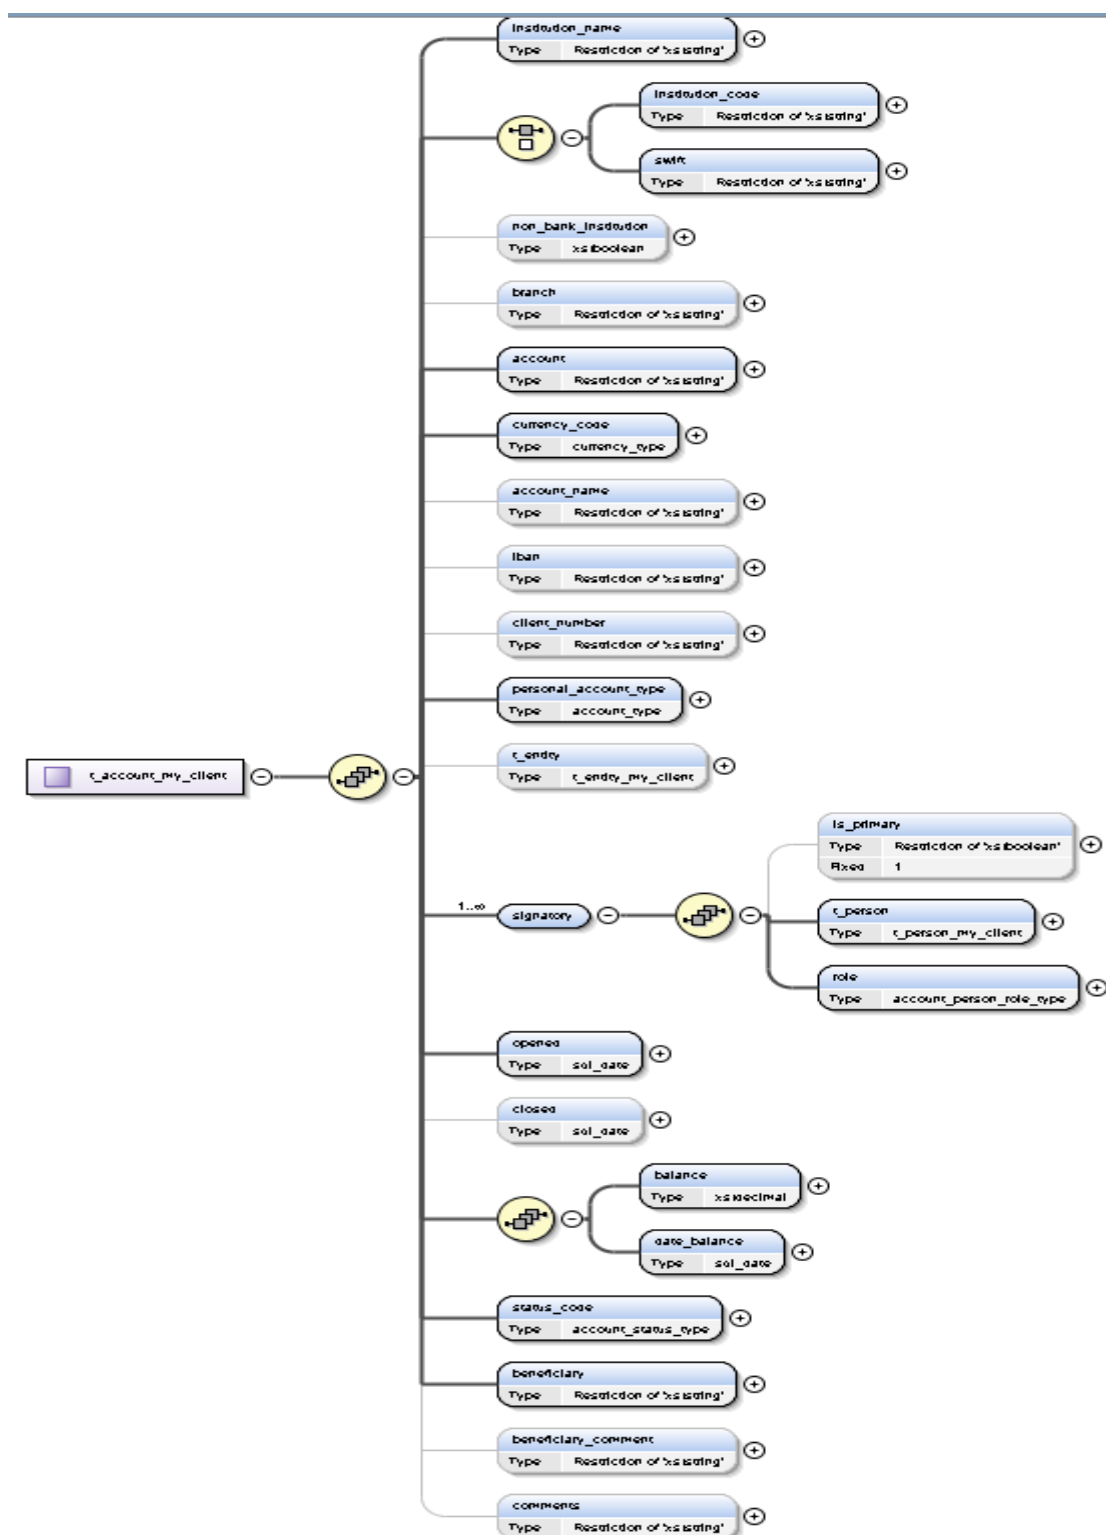 institution_name
Type Restriction of 'xs:string'
institution_code
Type Restriction of 'xs:string'
swift
Type Restriction of 'xs:string'
non_bank_institution
Type xs:boolean
branch
Type Restriction of 'xs:string'
account
Type Restriction of 'xs:string'
currency_code
Type currency_type
account_name
Type Restriction of 'xs:string'
iban
Type Restriction of 'xs:string'
client_number
Type Restriction of 'xs:string'
personal_account_type
Type account_type
t_account_my_client
t_entity
Type t_entity_my_client
1..∞ signatory
is_primary
Type Restriction of 'xs:boolean'
Fixed 1
t_person
Type t_person_my_client
role
Type account_person_role_type
opened
Type sql_date
closed
Type sql_date
balance
Type xs:decimal
date_balance
Type sql_date
status_code
Type account_status_type
beneficiary
Type Restriction of 'xs:string'
beneficiary_comment
Type Restriction of 'xs:string'
comments
Type Restriction of 'xs:string'